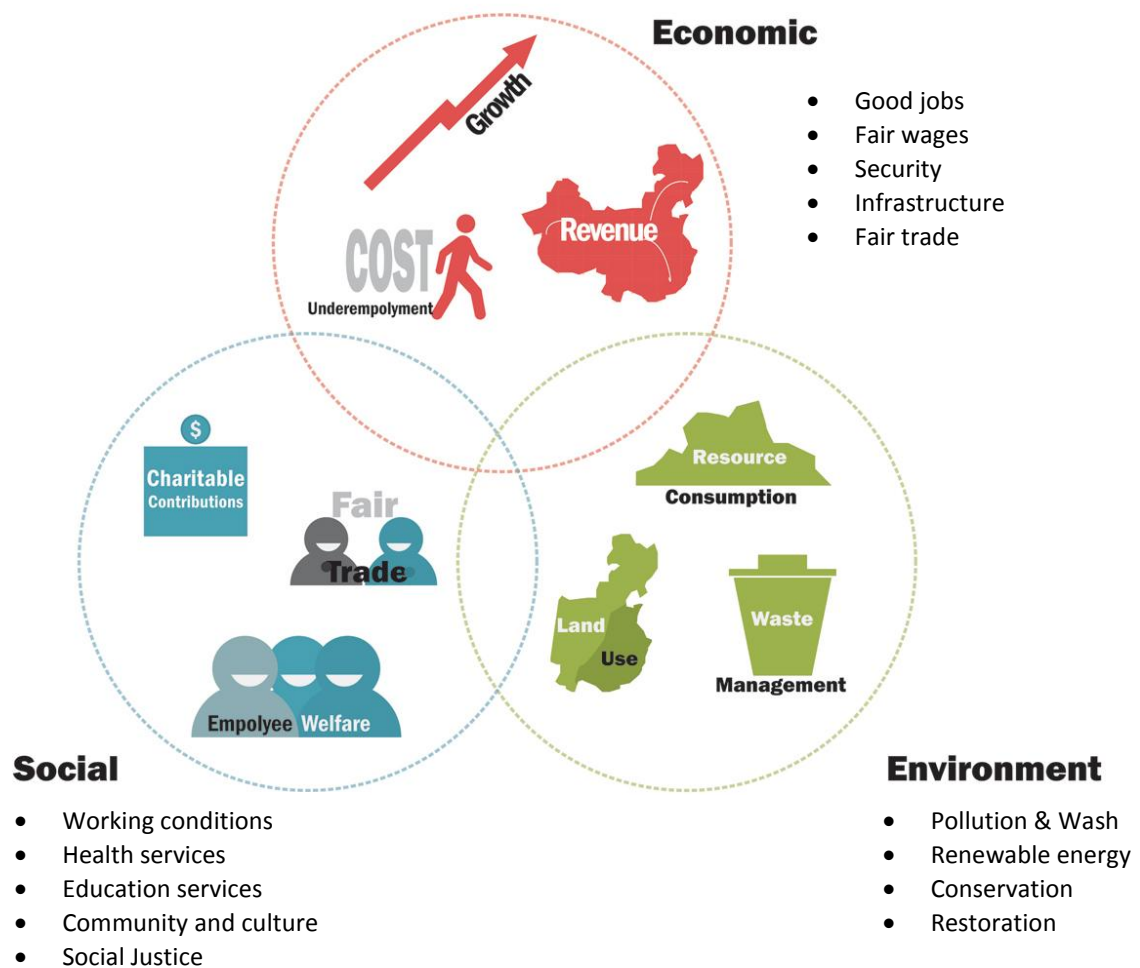 Economic
• Good jobs
• Fair wages
• Security
• Infrastructure
• Fair trade
Growth
Revenue
COST
Underempolyment
$
Charitable
Contributions
Fair
Trade
Empolyee Welfare
Resource
Consumption
Land
Use
Waste
Management
Social
• Working conditions
• Health services
• Education services
• Community and culture
• Social Justice
Environment
• Pollution & Wash
• Renewable energy
• Conservation
• Restoration